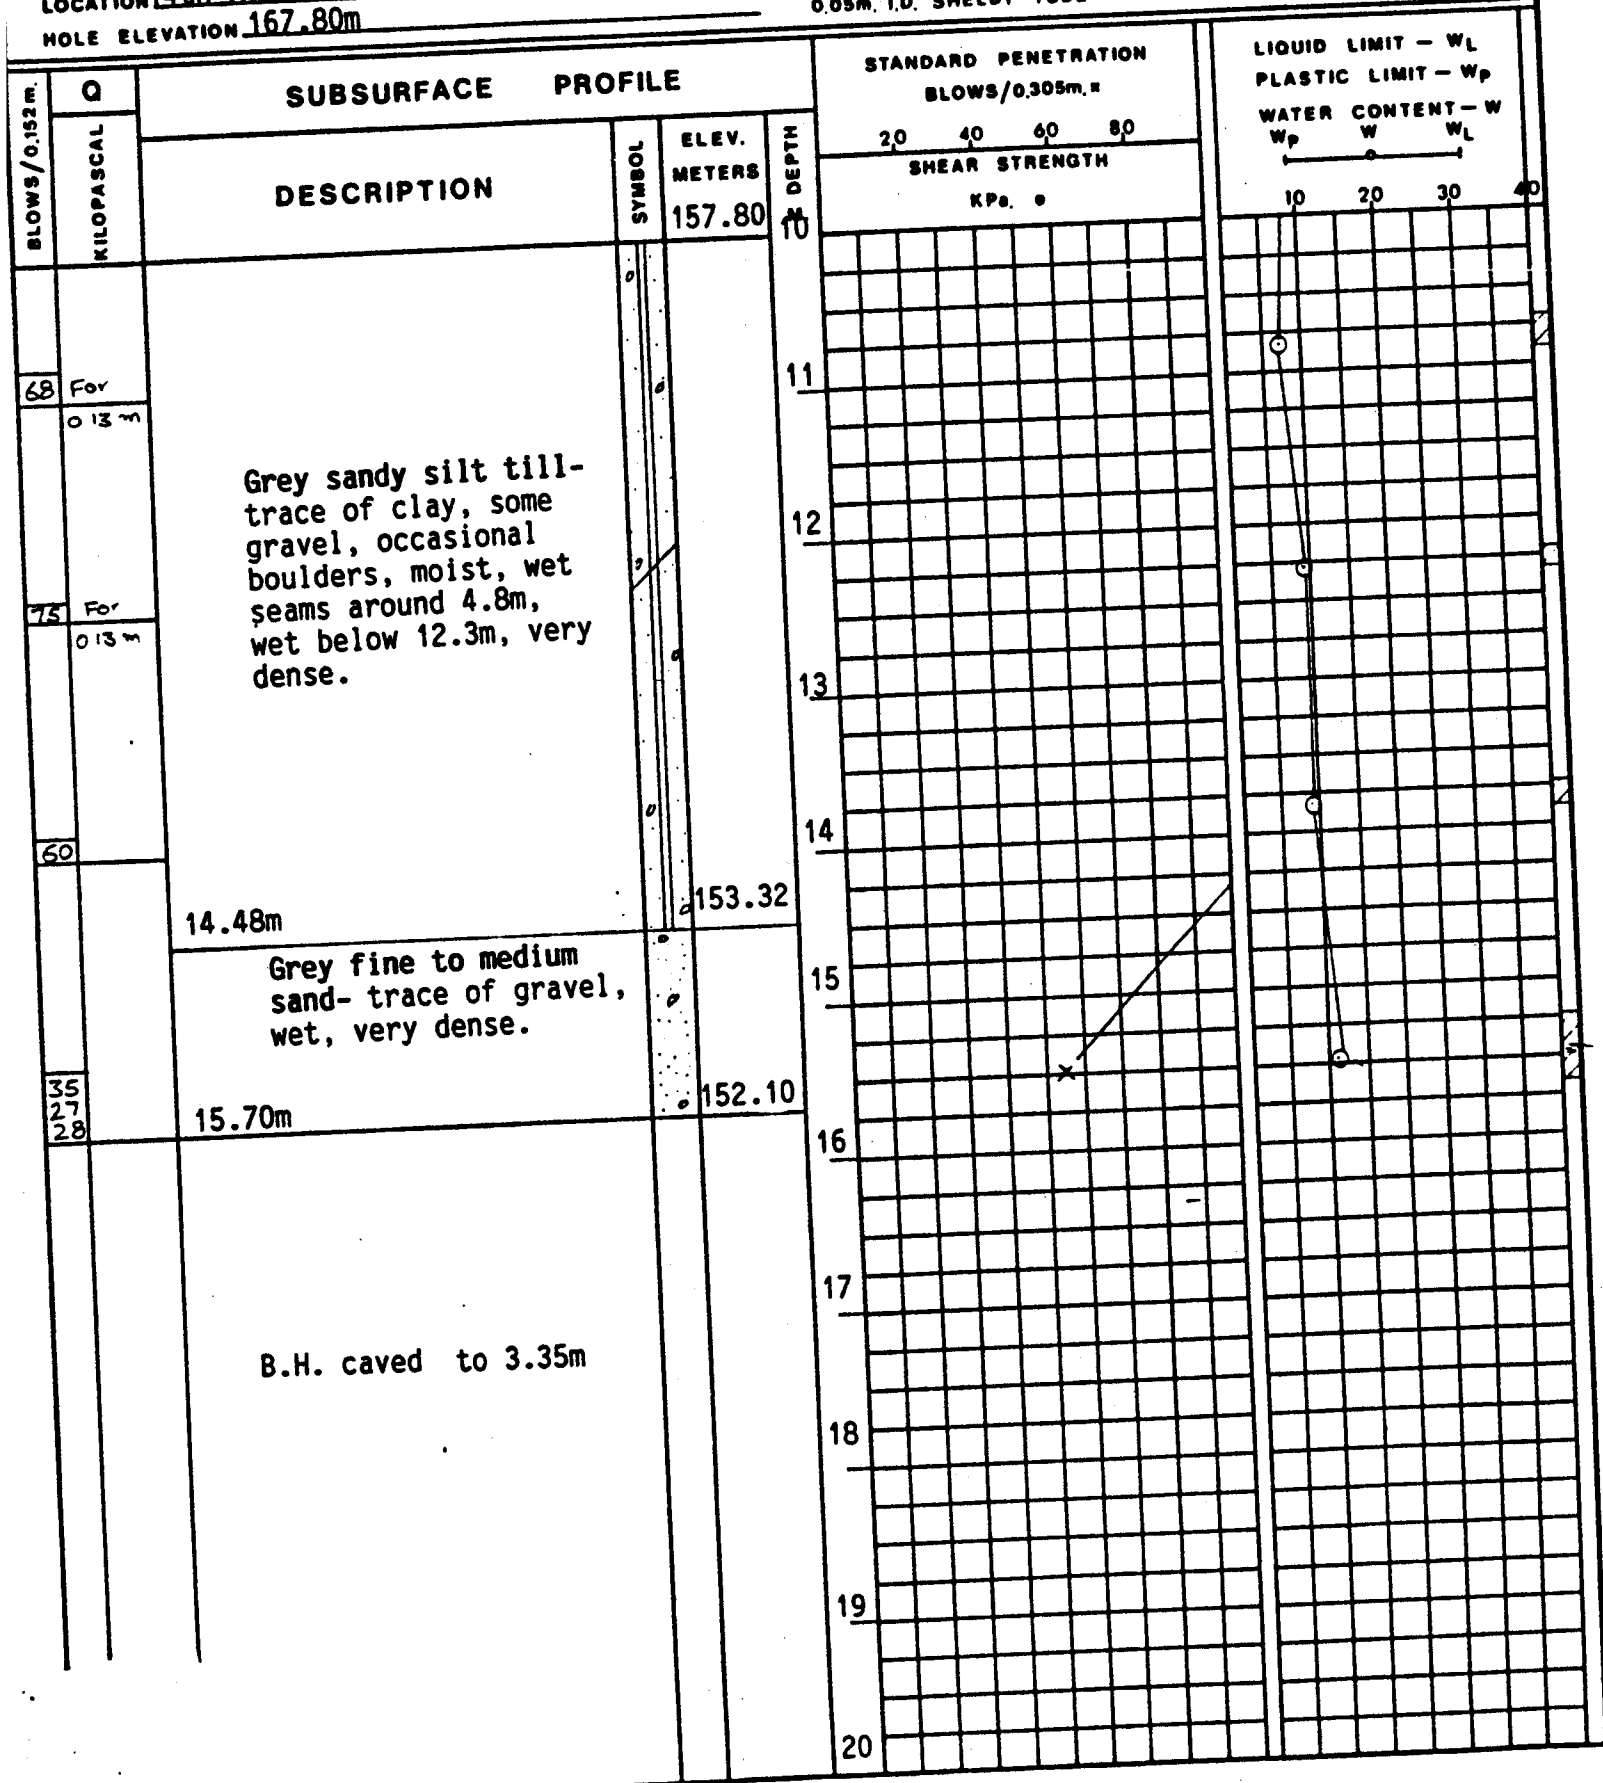 LOCATION
HOLE ELEVATION 167.80m
0.05m. I.D. SHELBY TUBE
BLOWS/0.152m.
Q
KILOPASCAL
SUBSURFACE PROFILE
DESCRIPTION
SYMBOL
ELEV.
METERS
157.80
M DEPTH
10
STANDARD PENETRATION
BLOWS/0.305m. x
20 40 60 80
SHEAR STRENGTH
KPa.
LIQUID LIMIT — WL
PLASTIC LIMIT — WP
WATER CONTENT — W
WP W WL
10 20 30 40
11
68 For
0 13 m
12
Grey sandy silt till-
trace of clay, some
gravel, occasional
boulders, moist, wet
seams around 4.8m,
wet below 12.3m, very
dense.
75 For
0 13 m
13
14
60
14.48m
153.32
Grey fine to medium
sand- trace of gravel,
wet, very dense.
15
35
27
28
15.70m
152.10
16
17
B.H. caved to 3.35m
18
19
20